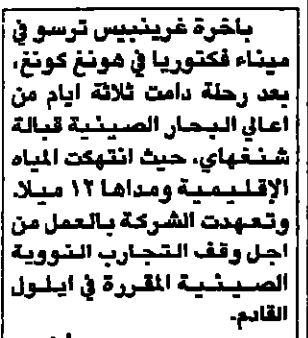 باخرة غرينبيس ترسو في
ميناء فكتوريا في هونغ كونغ،
بعد رحلة دامت ثلاثة ايام من
اعالي البحار الصينية قبالة
شنغهاي، حيث انتهكت المياه
الإقليمية ومداها ١٢ ميلا.
وتعهدت الشركة بالعمل من
اجل وقف التجارب النووية
الصينية المقررة في ايلول
القادم.